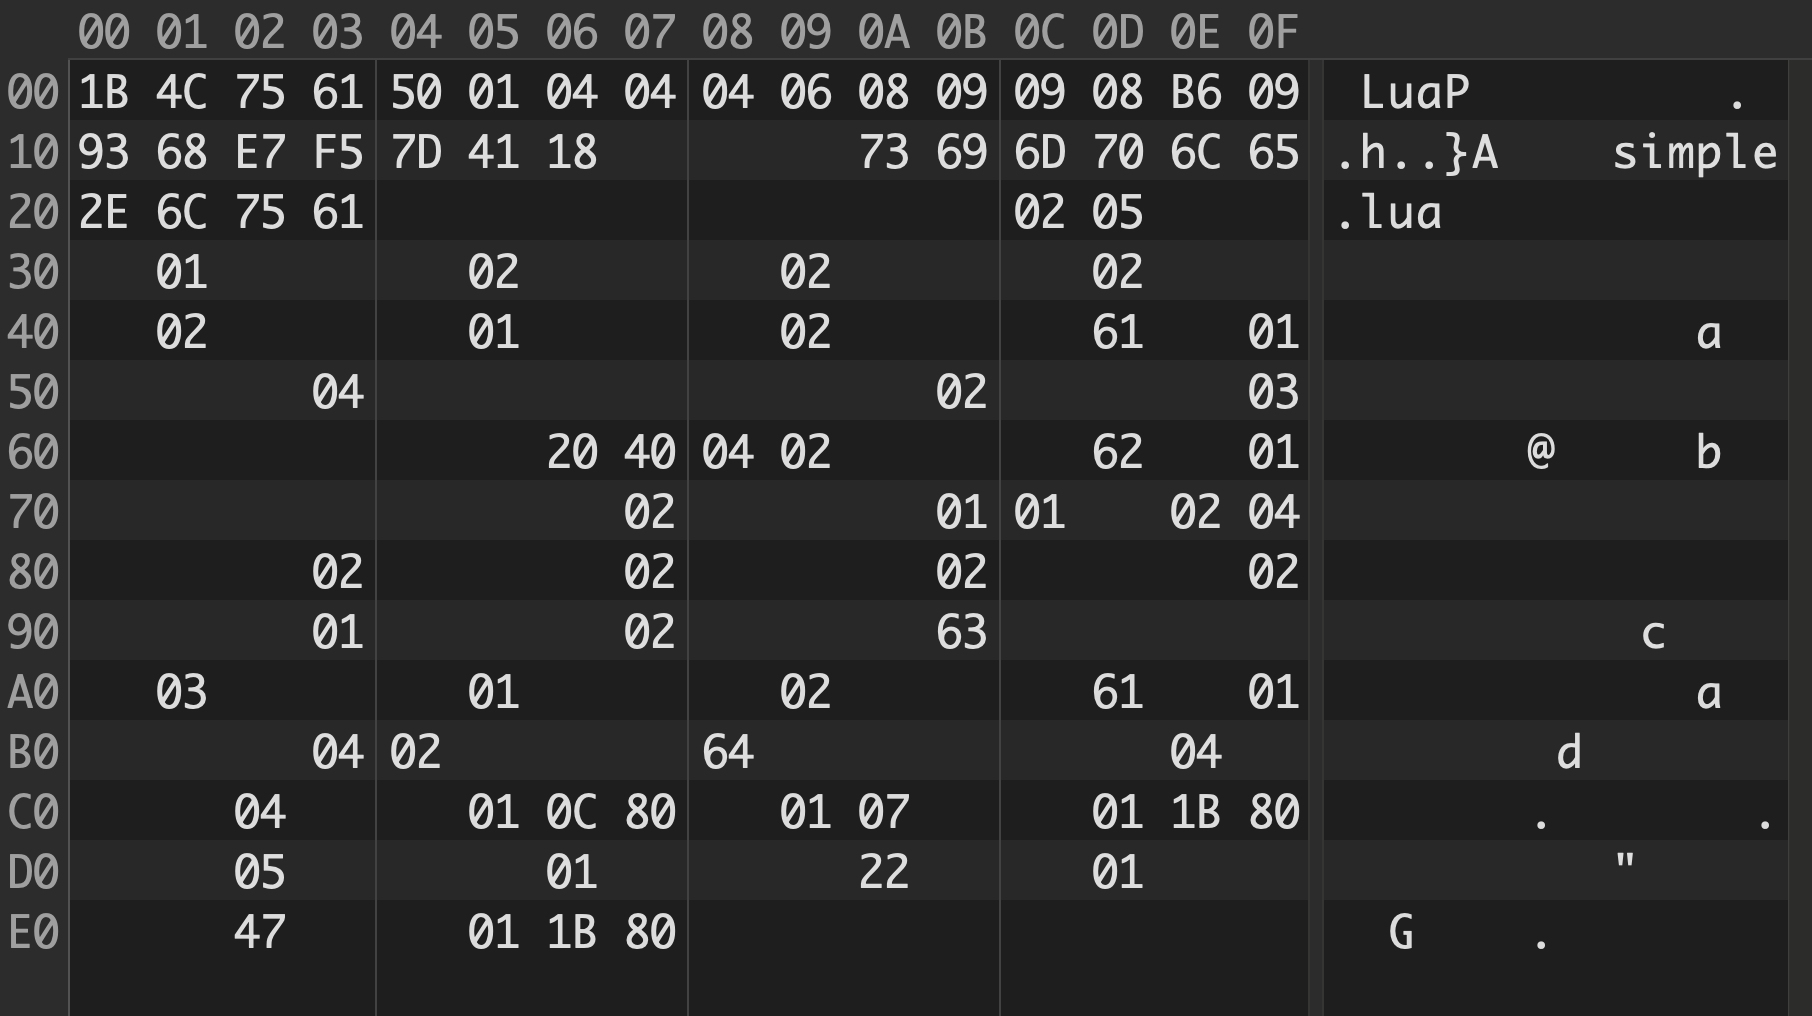 00 01 02 03 04 05 06 07 08 09 0A 0B 0C 0D 0E 0F
00 1B 4C 75 61 50 01 04 04 04 06 08 09 09 08 B6 09 LuaP .
10 93 68 E7 F5 7D 41 18 73 69 6D 70 6C 65 .h..}A simple
20 2E 6C 75 61 02 05 .lua
30 01 02 02 02
40 02 01 02 61 01 a
50 04 02 03
60 20 40 04 02 62 01 @ b
70 02 01 01 02 04
80 02 02 02 02
90 01 02 63 c
A0 03 01 02 61 01 a
B0 04 02 64 04 d
C0 04 01 0C 80 01 07 01 1B 80 . .
D0 05 01 22 01 "
E0 47 01 1B 80 G .